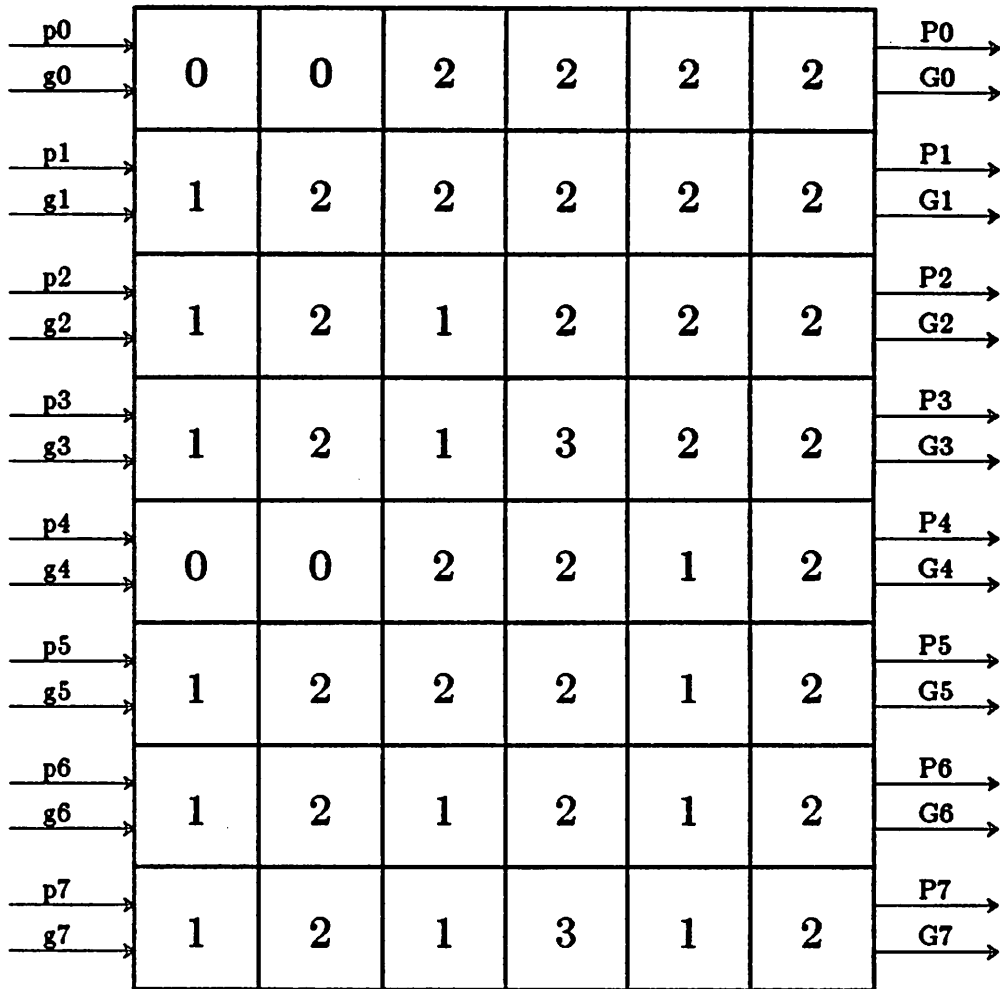 p0 P0
g0 0 0 2 2 2 2 G0
p1 P1
g1 1 2 2 2 2 2 G1
p2 P2
g2 1 2 1 2 2 2 G2
p3 P3
g3 1 2 1 3 2 2 G3
p4 P4
g4 0 0 2 2 1 2 G4
p5 P5
g5 1 2 2 2 1 2 G5
p6 P6
g6 1 2 1 2 1 2 G6
p7 P7
g7 1 2 1 3 1 2 G7